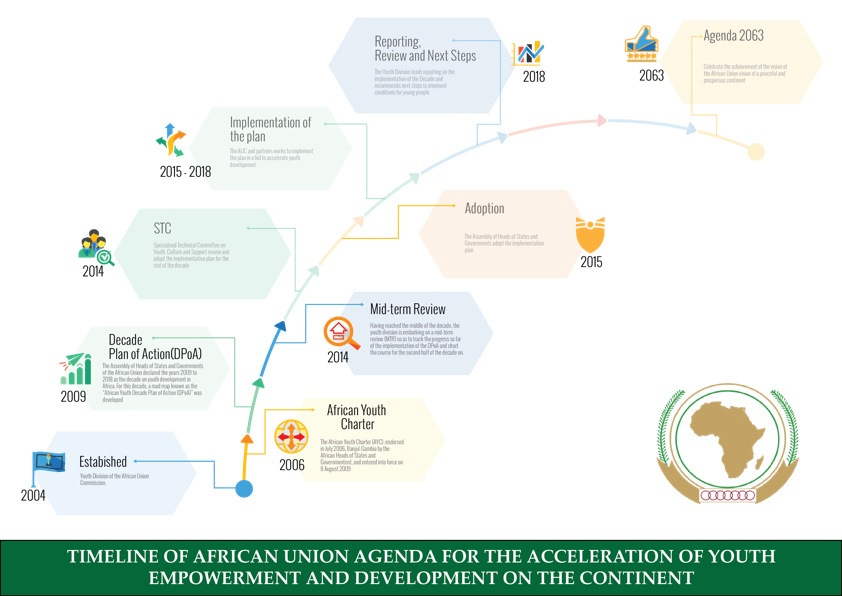 Reporting,
Review and Next Steps
The Youth Division leads reporting on the
implementation of the Decade and
recommends next steps to improved
conditions for young people
2018
Agenda 2063
Celebrate the achievement of the vision of
the African Union vision of a peaceful and
prosperous continent
2063
Implementation of
the plan
The AUC and partners works to implement
the plan in a bid to accelerate youth
development
2015 - 2018
Adoption
The Assembly of Heads of States and
Governments adopt the implementation
plan
2015
STC
Specialised Technical Committee on
Youth, Culture and Support review and
adopt the implementation plan for the
rest of the decade.
2014
Mid-term Review
Having reached the middle of the decade, the
youth division is embarking on a mid-term
review (MTR) so as to track the progress so far
of the implementation of the DPoA and chart
the course for the second half of the decade on.
2014
Decade
Plan of Action(DPoA)
The Assembly of Heads of States and Governments
of the African Union declared the years 2009 to
2018 as the decade on youth development in
Africa. For this decade, a road map known as the
"African Youth Decade Plan of Action (DPoA)" was
developed
2009
African Youth
Charter
The African Youth Charter (AYC), endorsed
in July 2006, Banjul Gambia by the
African Heads of States and
Governments, and entered into force on
8 August 2009
2006
Estabished
Youth Division of the African Union
Commission.
2004
TIMELINE OF AFRICAN UNION AGENDA FOR THE ACCELERATION OF YOUTH
EMPOWERMENT AND DEVELOPMENT ON THE CONTINENT